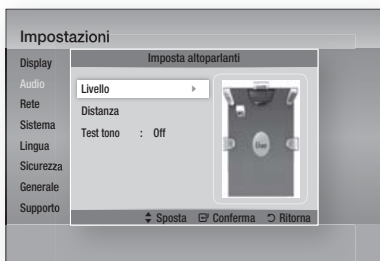 Impostazioni
Display
Audio
Rete
Sistema
Lingua
Sicurezza
Generale
Supporto
Imposta altoparlanti
Livello
Distanza
Test tono : Off
Sposta Conferma Ritorna